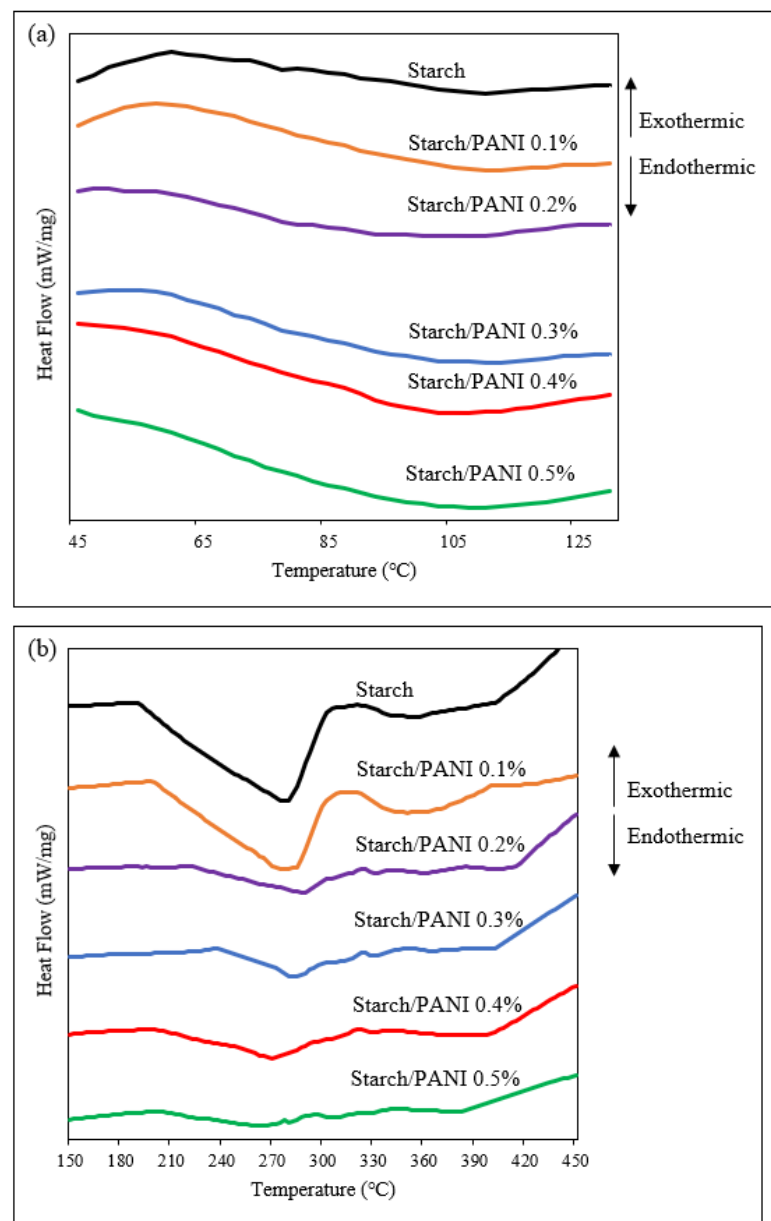 (a)
Starch
Exothermic
Starch/PANI 0.1%
Endothermic
Starch/PANI 0.2%
Starch/PANI 0.3%
Starch/PANI 0.4%
Starch/PANI 0.5%
Heat Flow (mW/mg)
45 65 85 105 125
Temperature (℃)
(b)
Starch
Starch/PANI 0.1%
Exothermic
Endothermic
Starch/PANI 0.2%
Starch/PANI 0.3%
Starch/PANI 0.4%
Starch/PANI 0.5%
Heat Flow (mW/mg)
150 180 210 240 270 300 330 360 390 420 450
Temperature (℃)